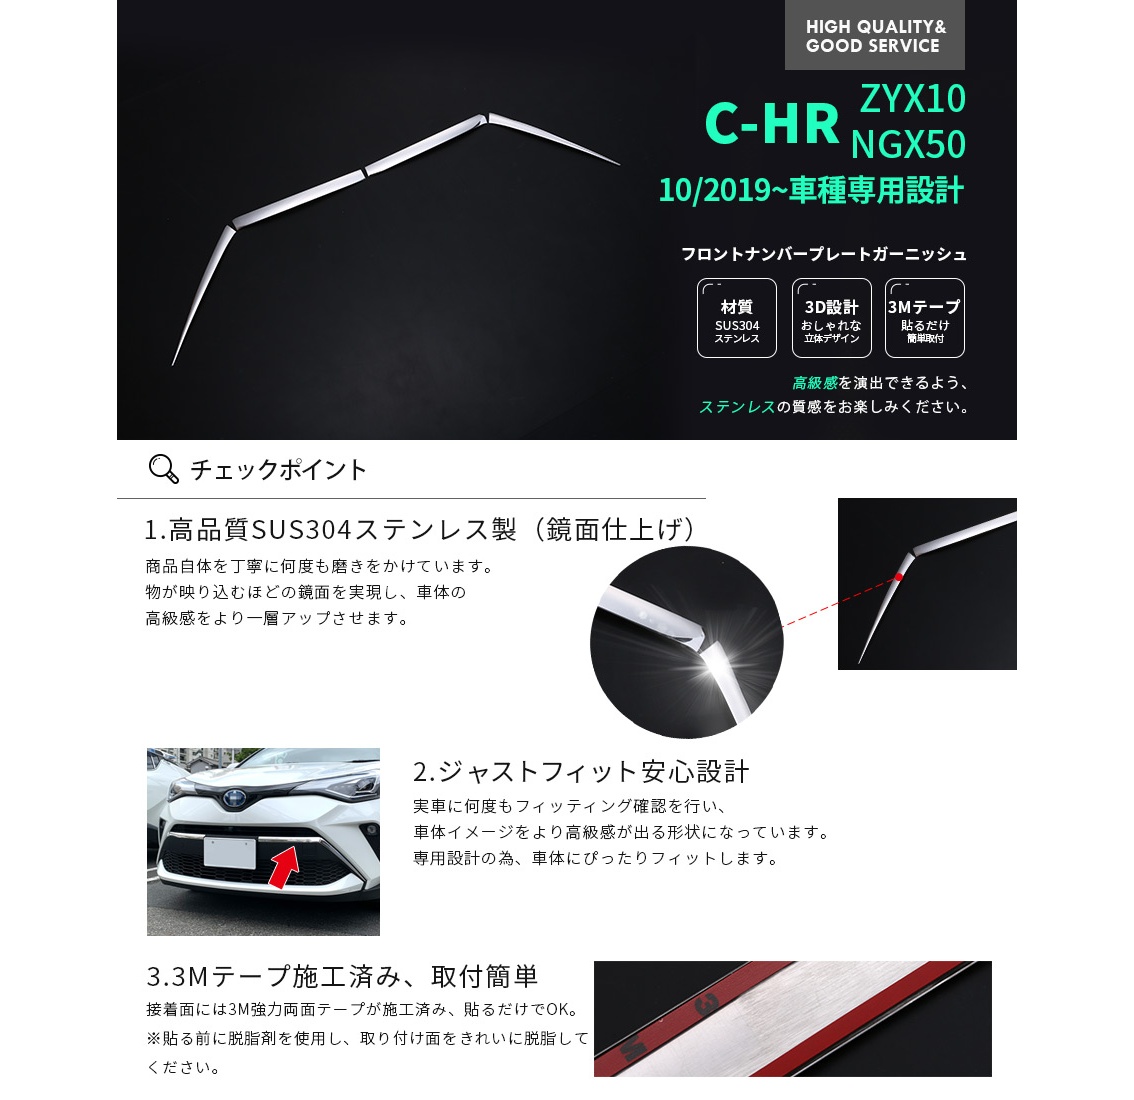 HIGH QUALITY&
GOOD SERVICE
C-HR
ZYX10
NGX50
10/2019~車種専用設計
フロントナンバープレートガーニッシュ
材質
SUS304
ステンレス
3D設計
おしゃれな
立体デザイン
3Mテープ
貼るだけ
簡単取付
高級感を演出できるよう、
ステンレスの質感をお楽しみください。
チェックポイント
1.高品質SUS304ステンレス製（鏡面仕上げ）
商品自体を丁寧に何度も磨きをかけています。
物が映り込むほどの鏡面を実現し、車体の
高級感をより一層アップさせます。
2.ジャストフィット安心設計
実車に何度もフィッティング確認を行い、
車体イメージをより高級感が出る形状になっています。
専用設計の為、車体にぴったりフィットします。
3.3Mテープ施工済み、取付簡単
接着面には3M強力両面テープが施工済み、貼るだけでOK。
※貼る前に脱脂剤を使用し、取り付け面をきれいに脱脂して
ください。
3M